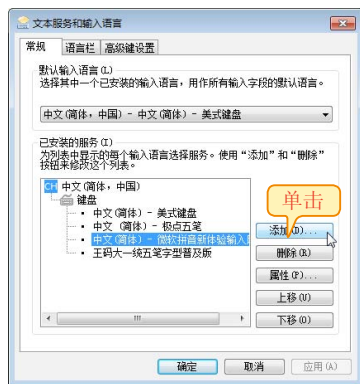 文本服务和输入语言
常规 语言栏 高级键设置
默认输入语言(L)
选择其中一个已安装的输入语言，用作所有输入字段的默认语言。
中文(简体，中国) - 中文(简体) - 美式键盘
已安装的服务(I)
为列表中显示的每个输入语言选择服务。使用“添加”和“删除”
按钮来修改这个列表。
CH 中文(简体，中国)
键盘
中文(简体) - 美式键盘
中文(简体) - 极点五笔
中文(简体) - 微软拼音新体验输入
王码大一统五笔字型普及版
单击
添加(D)...
删除(R)
属性(P)...
上移(U)
下移(O)
确定 取消 应用(A)